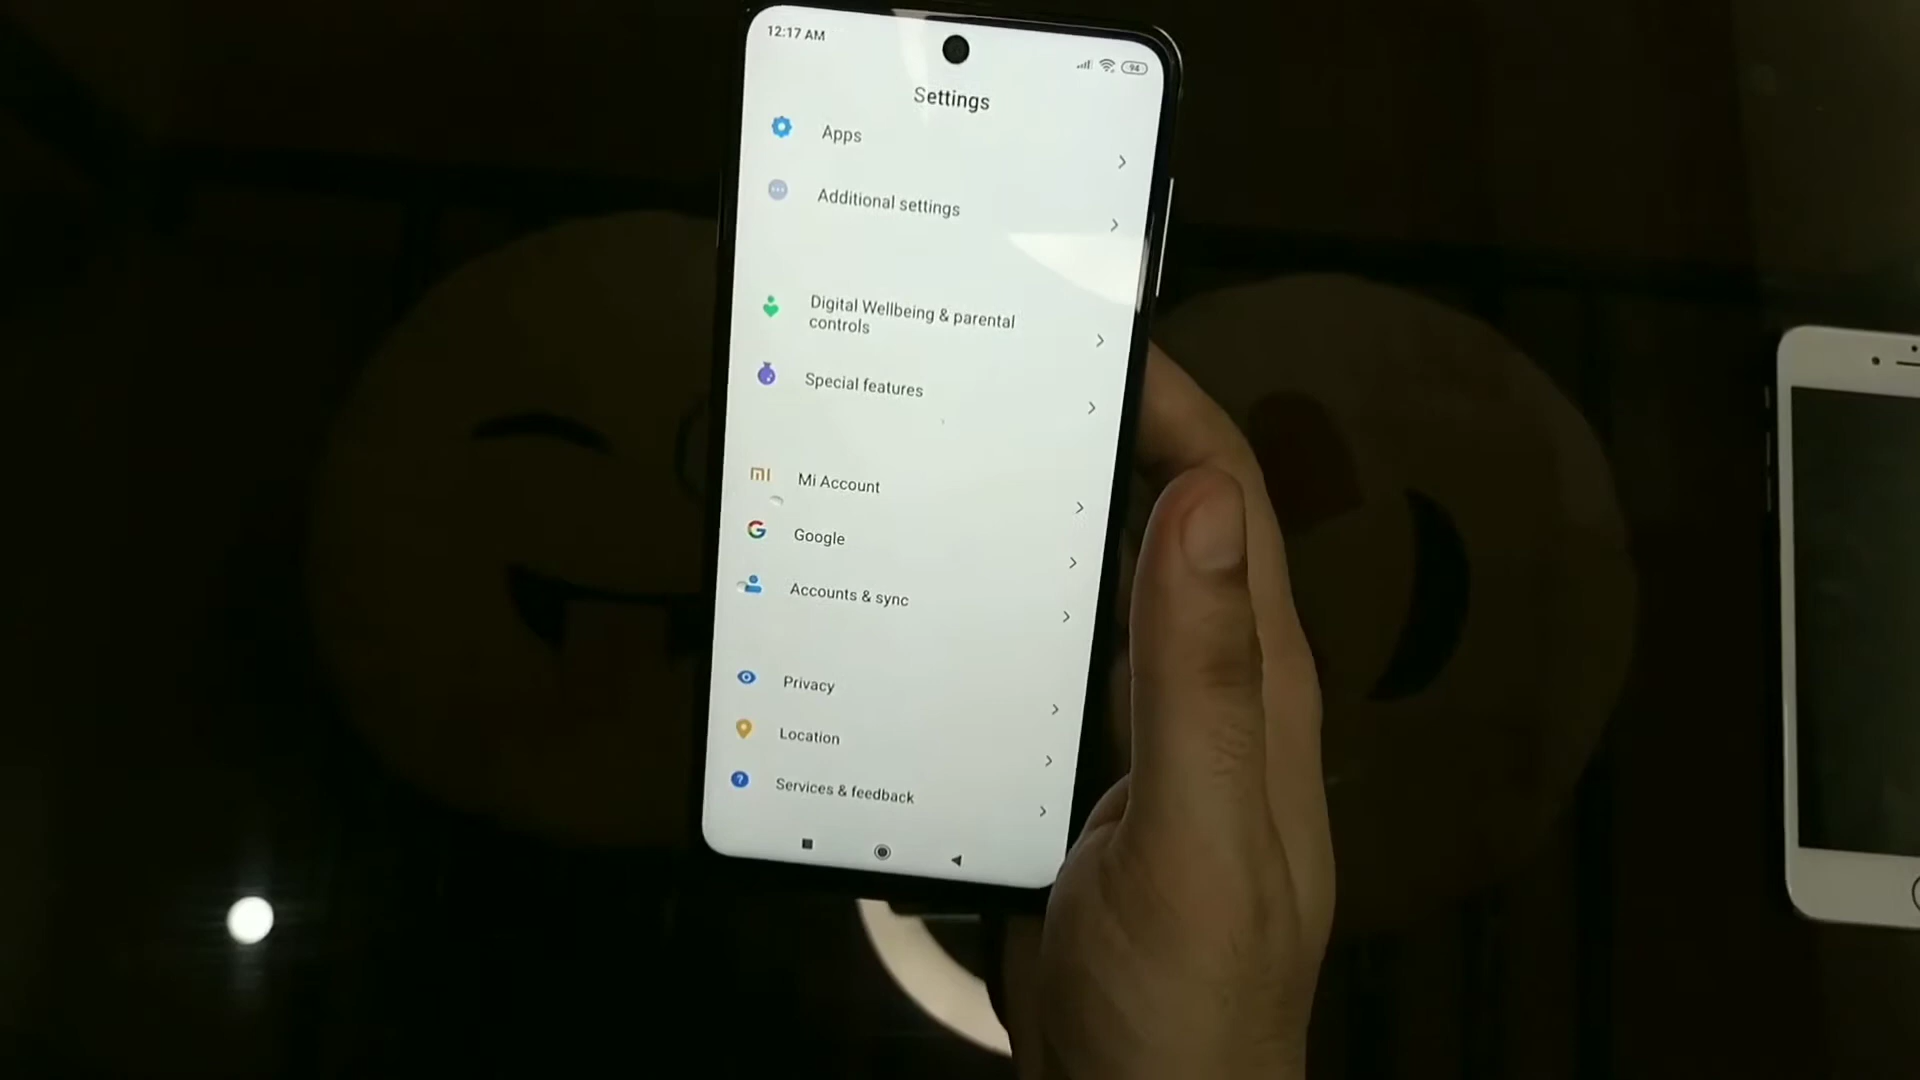 12:17 AM
94
Settings
Apps
Additional settings
Digital Wellbeing & parental
controls
Special features
Mi Account
Google
Accounts & sync
Privacy
Location
Services & feedback